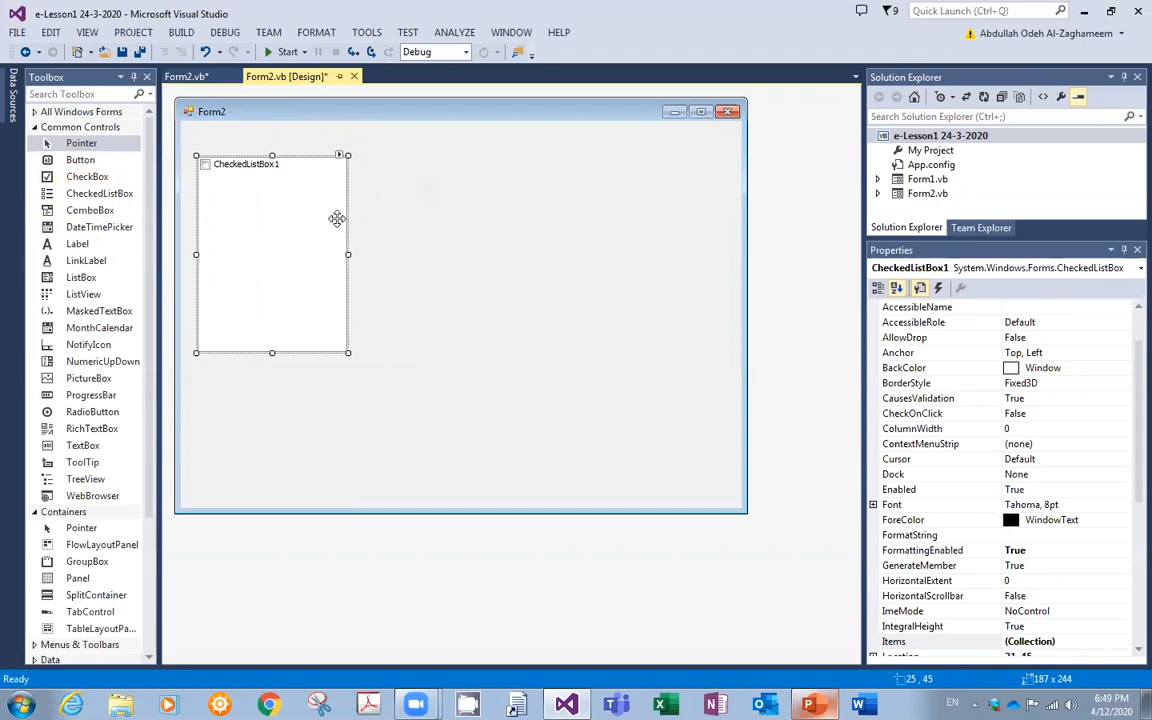 e-Lesson1 24-3-2020 - Microsoft Visual Studio
9
Quick Launch (Ctrl+Q)
FILE EDIT VIEW PROJECT BUILD DEBUG TEAM FORMAT TOOLS TEST ANALYZE WINDOW HELP
Abdullah Odeh Al-Zaghameem
Start
Debug
Data Sources
Toolbox
Search Toolbox
All Windows Forms
Common Controls
Pointer
Button
CheckBox
CheckedListBox
ComboBox
DateTimePicker
Label
LinkLabel
ListBox
ListView
MaskedTextBox
MonthCalendar
NotifyIcon
NumericUpDown
PictureBox
ProgressBar
RadioButton
RichTextBox
TextBox
ToolTip
TreeView
WebBrowser
Containers
Pointer
FlowLayoutPanel
GroupBox
Panel
SplitContainer
TabControl
TableLayoutPa...
Menus & Toolbars
Data
Form2.vb*
Form2.vb [Design]*
Form2
CheckedListBox1
Solution Explorer
Search Solution Explorer (Ctrl+;)
e-Lesson1 24-3-2020
My Project
App.config
Form1.vb
Form2.vb
Solution Explorer Team Explorer
Properties
CheckedListBox1 System.Windows.Forms.CheckedListBox
AccessibleName
AccessibleRole Default
AllowDrop False
Anchor Top, Left
BackColor Window
BorderStyle Fixed3D
CausesValidation True
CheckOnClick False
ColumnWidth 0
ContextMenuStrip (none)
Cursor Default
Dock None
Enabled True
Font Tahoma, 8pt
ForeColor WindowText
FormatString
FormattingEnabled True
GenerateMember True
HorizontalExtent 0
HorizontalScrollbar False
ImeMode NoControl
IntegralHeight True
Items (Collection)
Ready
25 , 45
187 x 244
EN
6:49 PM
4/12/2020